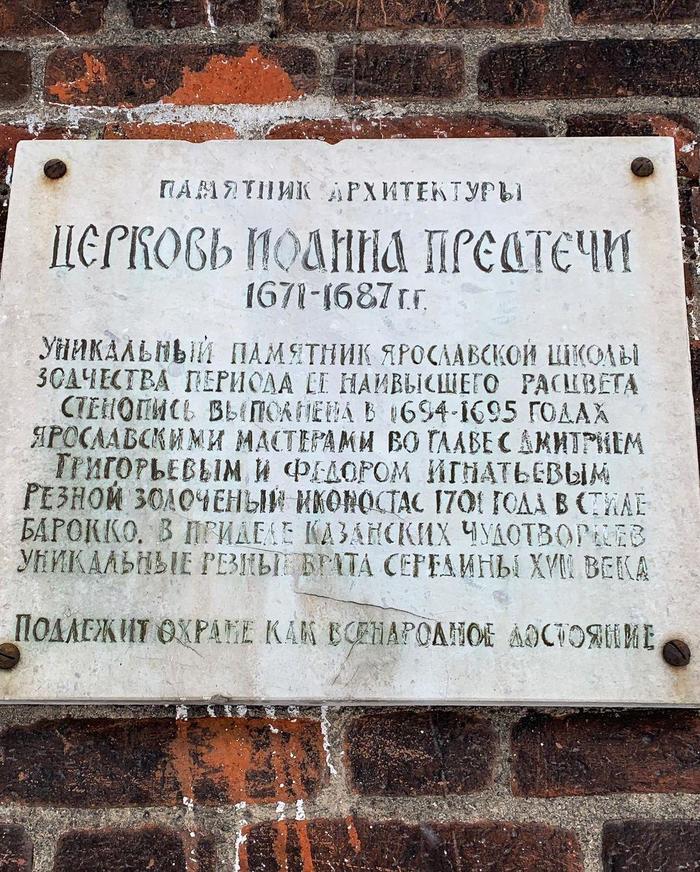 ПАМЯТНИК АРХИТЕКТУРЫ
ЦЕРКОВЬ ИОАННА ПРЕДТЕЧИ
1671-1687 г.г.
УНИКАЛЬНЫЙ ПАМЯТНИК ЯРОСЛАВСКОЙ ШКОЛЫ
ЗОДЧЕСТВА ПЕРИОДА ЕЕ НАИВЫСШЕГО РАСЦВЕТА
СТЕНОПИСЬ ВЫПОЛНЕНА В 1694-1695 ГОДАХ
ЯРОСЛАВСКИМИ МАСТЕРАМИ ВО ГЛАВЕ С ДМИТРИЕМ
ГРИГОРЬЕВЫМ И ФЕДОРОМ ИГНАТЬЕВЫМ
РЕЗНОЙ ЗОЛОЧЕНЫЙ ИКОНОСТАС 1701 ГОДА В СТИЛЕ
БАРОККО. В ПРИДЕЛЕ КАЗАНСКИХ ЧУДОТВОРЦЕВ
УНИКАЛЬНЫЕ РЕЗНЫЕ ВРАТА СЕРЕДИНЫ XVII ВЕКА
ПОДЛЕЖИТ ОХРАНЕ КАК ВСЕНАРОДНОЕ ДОСТОЯНИЕ